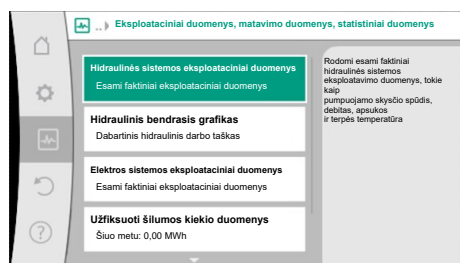 ..▸ Eksploataciniai duomenys, matavimo duomenys, statistiniai duomenys
Hidraulinės sistemos eksploataciniai duomenys
Esami faktiniai eksploataciniai duomenys
Hidraulinis bendrasis grafikas
Dabartinis hidraulinis darbo taškas
Elektros sistemos eksploataciniai duomenys
Esami faktiniai eksploataciniai duomenys
Užfiksuoti šilumos kiekio duomenys
Šiuo metu: 0,00 MWh
Rodomi esami faktiniai
hidraulinės sistemos
eksploatavimo duomenys, tokie
kaip
pumpuojamo skysčio spūdis,
debitas, apsukos
ir terpės temperatūra
?